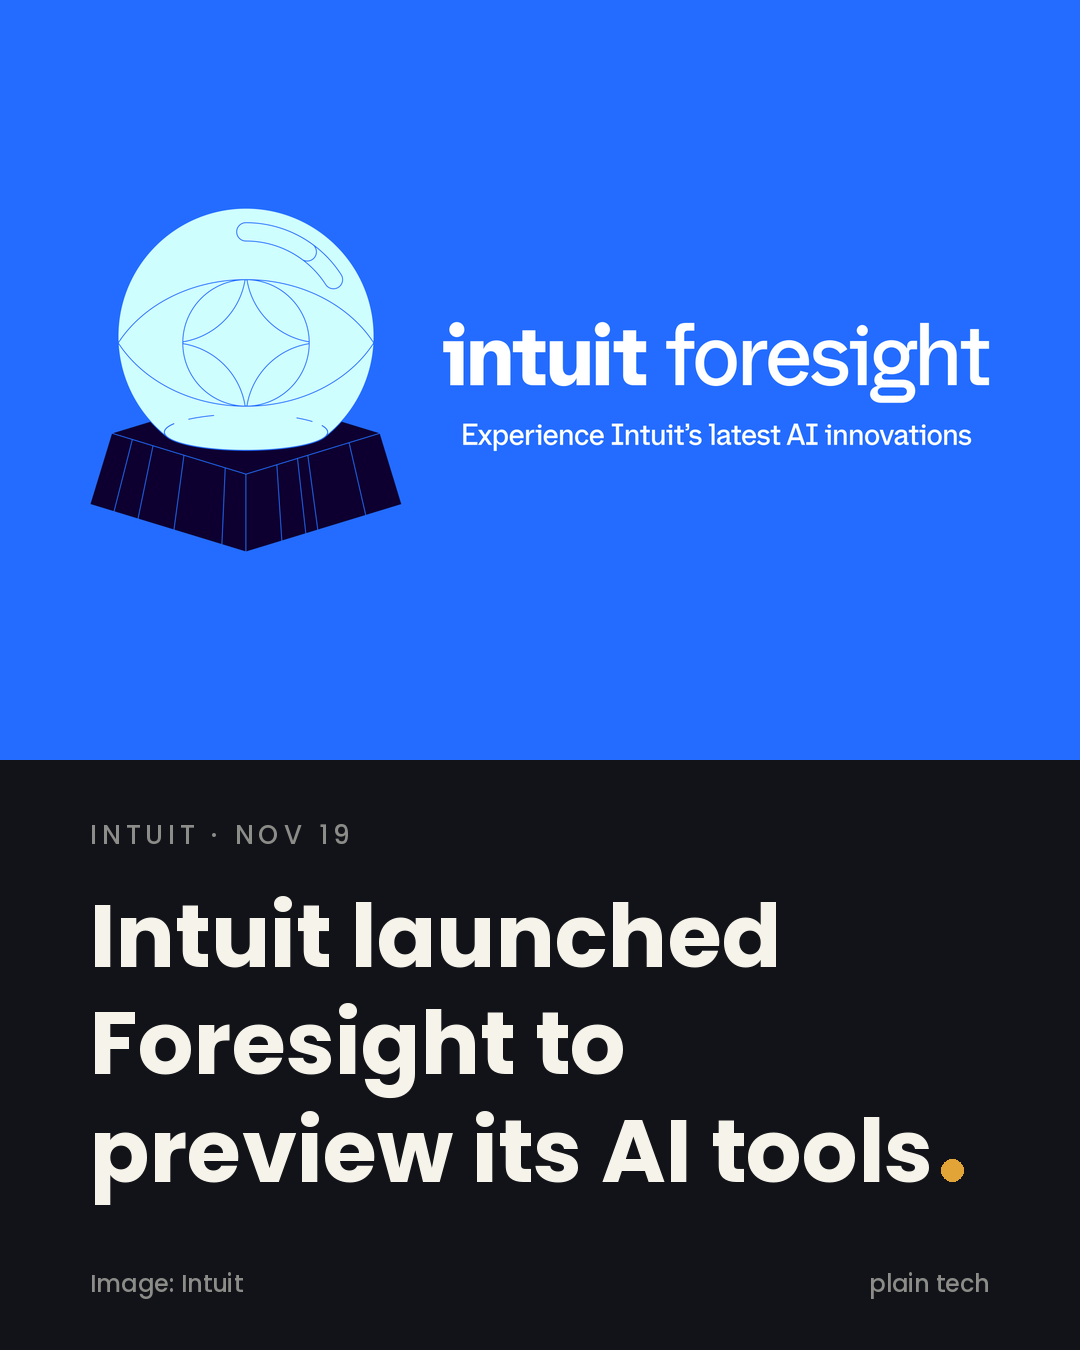 intuit foresight
Experience Intuit’s latest AI innovations
INTUIT · NOV 19
Intuit launched
Foresight to
preview its AI tools.
Image: Intuit
plain tech